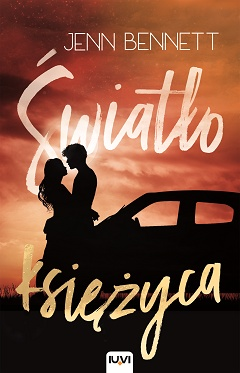 JENN BENNETT
Światło
księżyca
IUVI